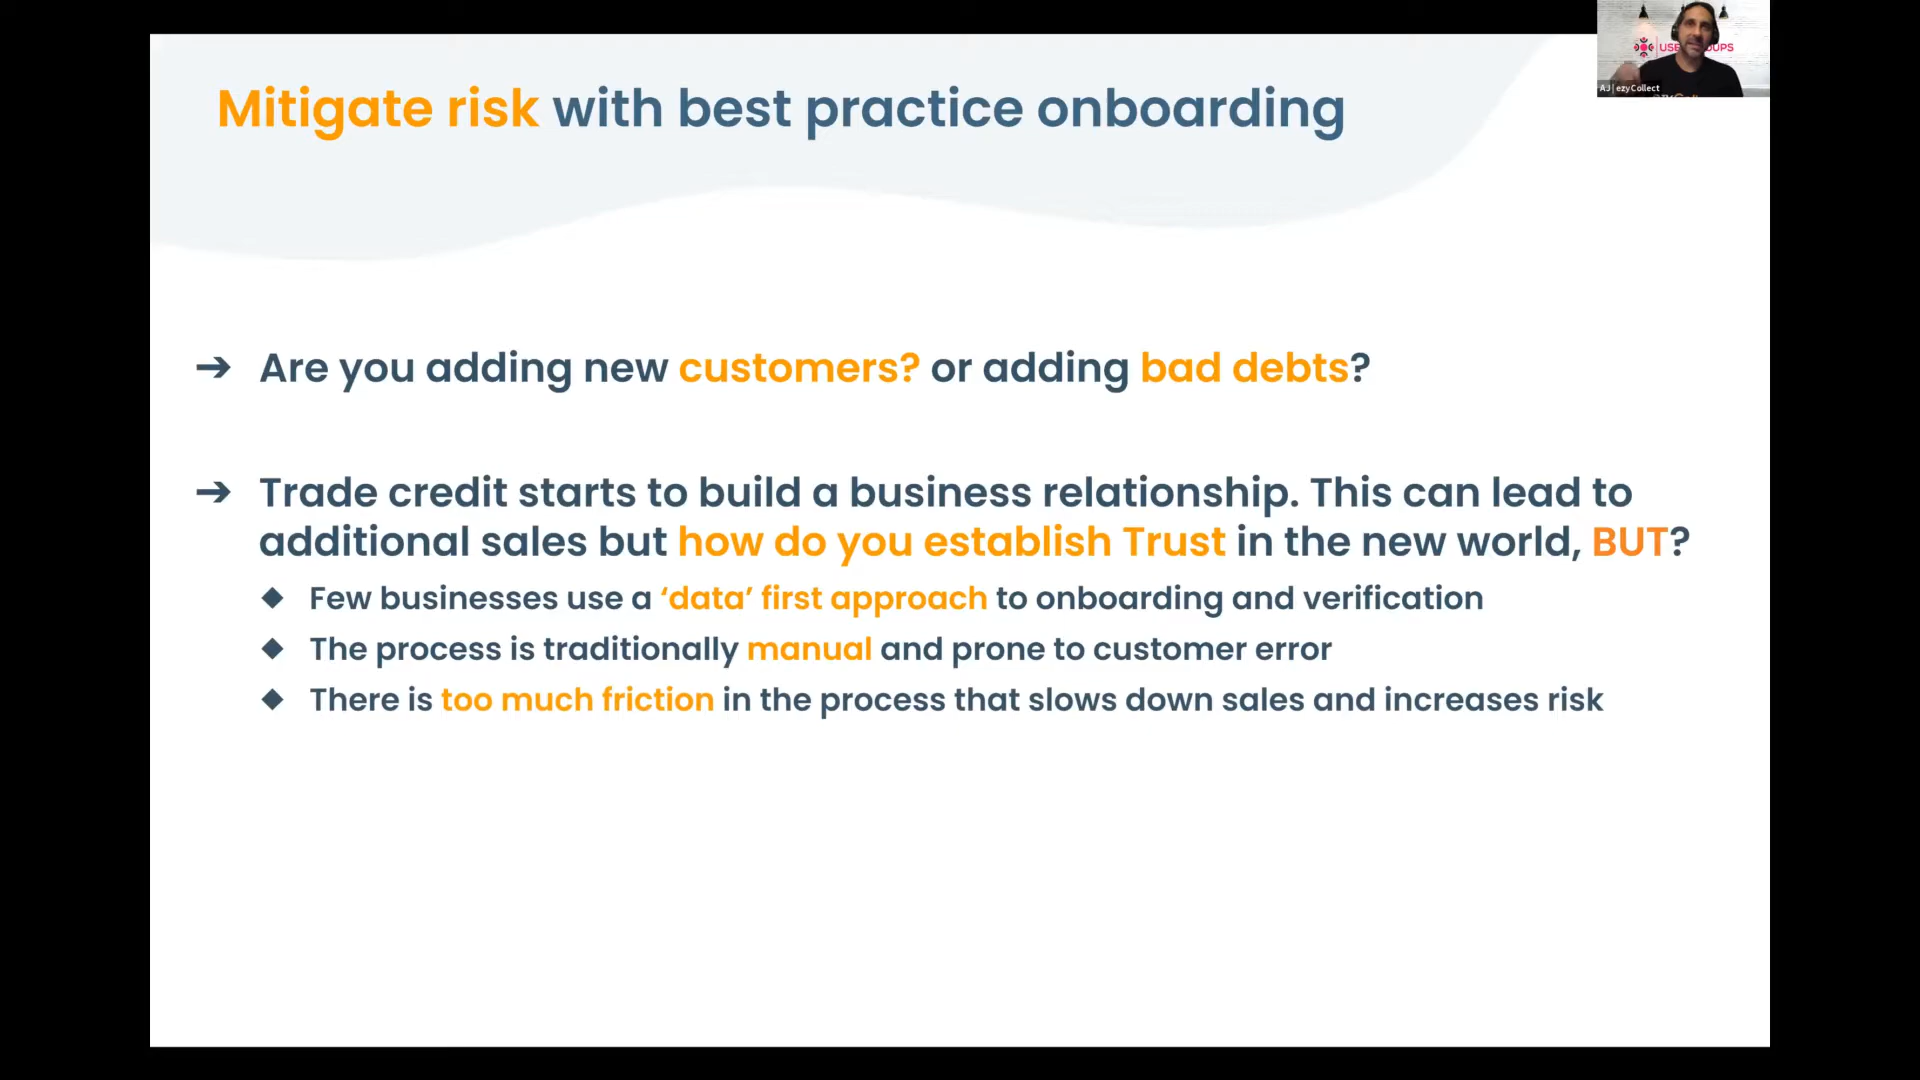 Mitigate risk with best practice onboarding
AJ | ezyCollect
➔ Are you adding new customers? or adding bad debts?
➔ Trade credit starts to build a business relationship. This can lead to
additional sales but how do you establish Trust in the new world, BUT?
◆ Few businesses use a ‘data’ first approach to onboarding and verification
◆ The process is traditionally manual and prone to customer error
◆ There is too much friction in the process that slows down sales and increases risk